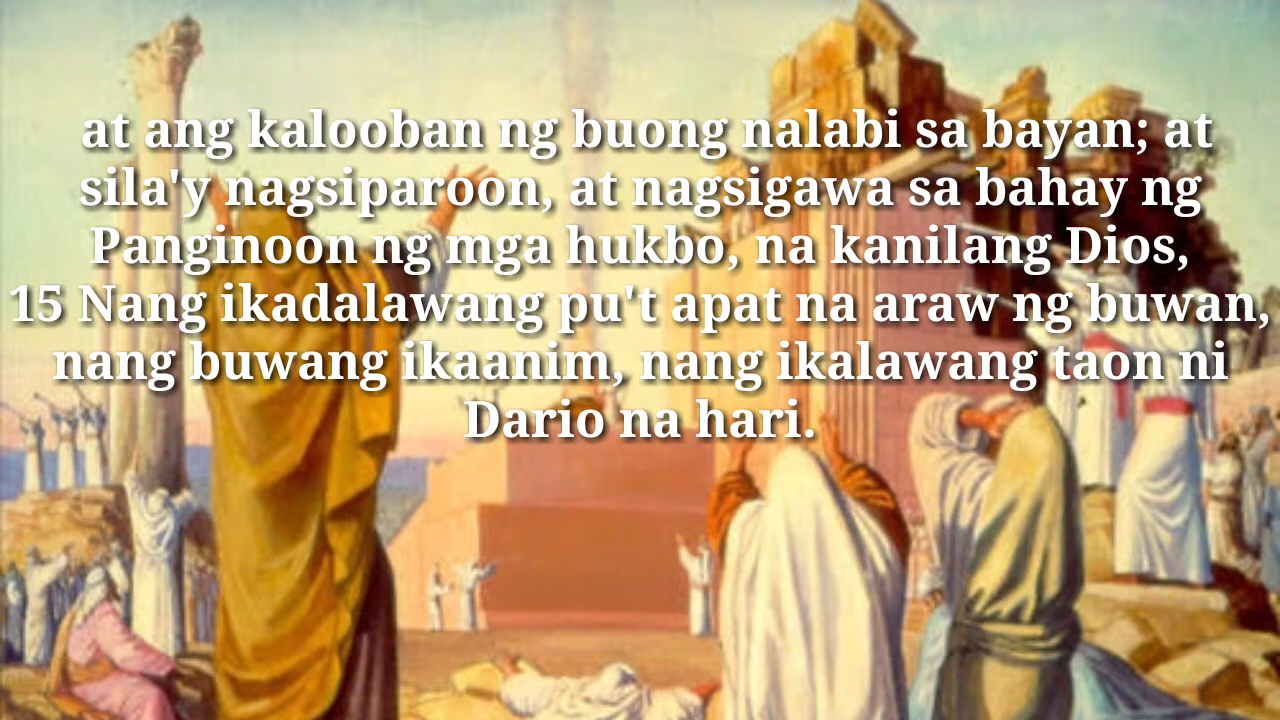 at ang kalooban ng buong nalabi sa bayan; at
sila'y nagsiparoon, at nagsigawa sa bahay ng
Panginoon ng mga hukbo, na kanilang Dios,
15 Nang ikadalawang pu't apat na araw ng buwan,
nang buwang ikaanim, nang ikalawang taon ni
Dario na hari.